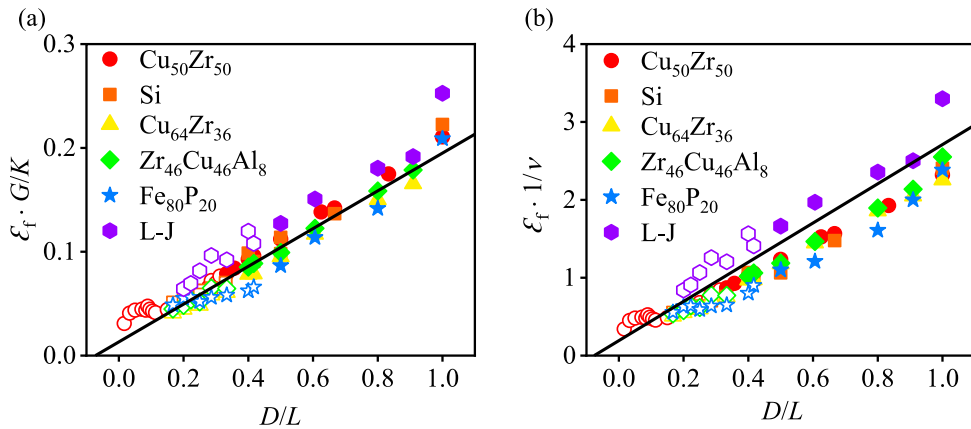 (a)
0.3
0.2
0.1
0.0
ε_f · G/K
Cu₅₀Zr₅₀
Si
Cu₆₄Zr₃₆
Zr₄₆Cu₄₆Al₈
Fe₈₀P₂₀
L-J
0.0 0.2 0.4 0.6 0.8 1.0
D/L
(b)
4
3
2
1
0
ε_f · 1/ν
Cu₅₀Zr₅₀
Si
Cu₆₄Zr₃₆
Zr₄₆Cu₄₆Al₈
Fe₈₀P₂₀
L-J
0.0 0.2 0.4 0.6 0.8 1.0
D/L